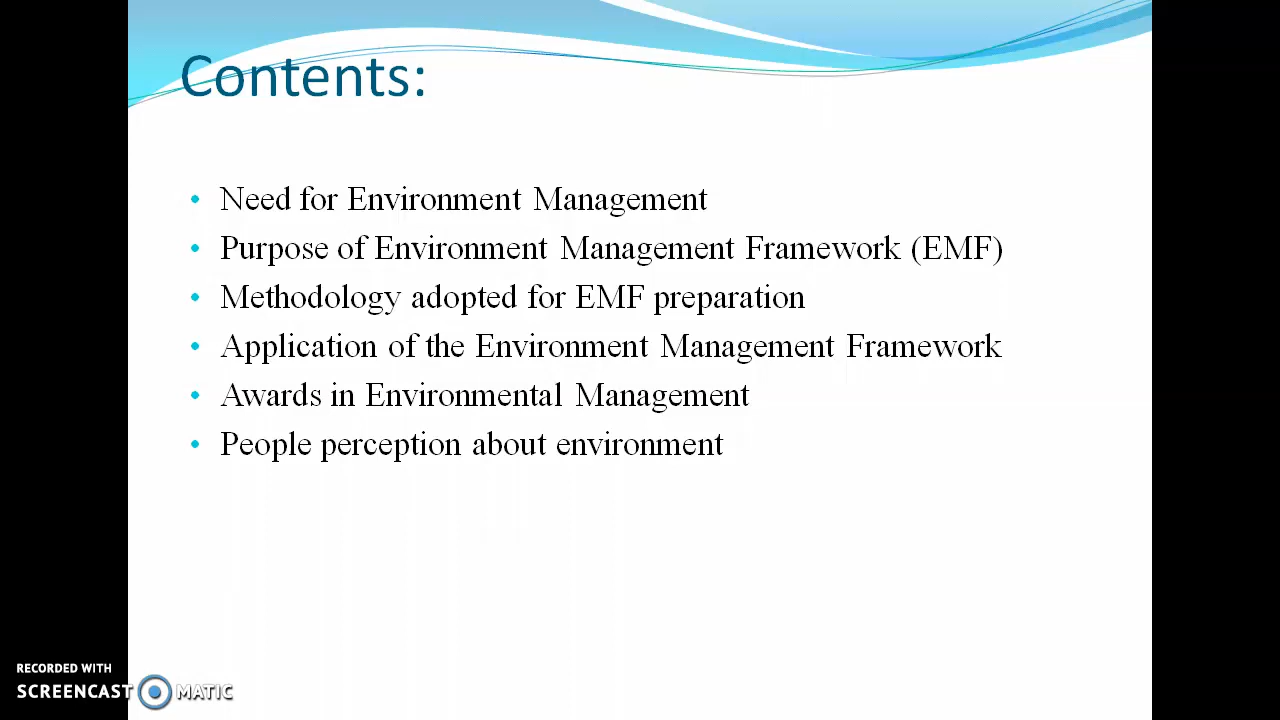 Contents:
• Need for Environment Management
• Purpose of Environment Management Framework (EMF)
• Methodology adopted for EMF preparation
• Application of the Environment Management Framework
• Awards in Environmental Management
• People perception about environment
RECORDED WITH
SCREENCAST MATIC